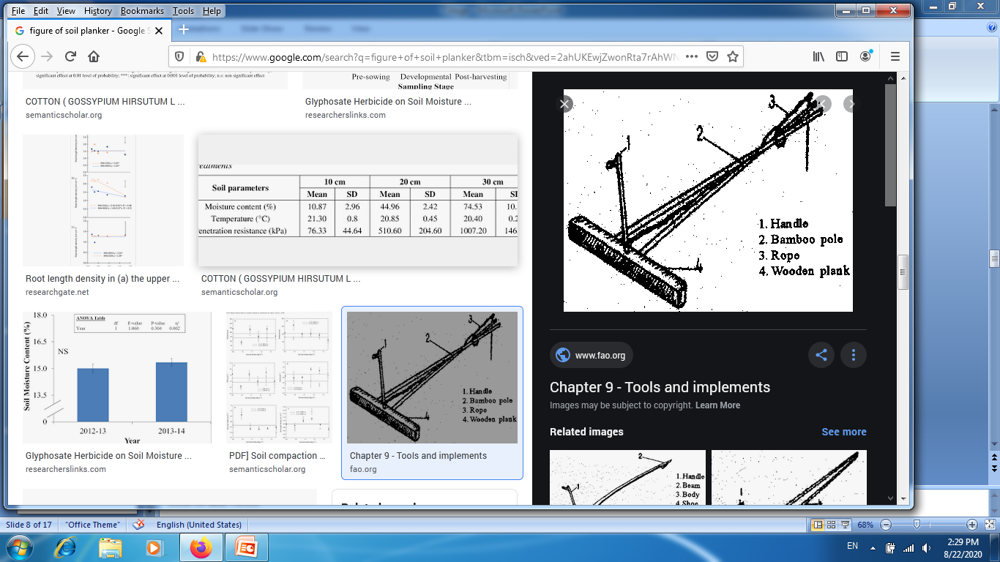 File Edit View History Bookmarks Tools Help
figure of soil planker - Google S
https://www.google.com/search?q=figure+of+soil+planker&tbm=isch&ved=2ahUKEwjZwonRta7rAhWN
significant effect at 0.01 level of probability; ***: significant effect at 0.001 level of probability; n.s: non significant effect
Pre-sowing Developmental Post-harvesting
Sampling Stage
COTTON ( GOSSYPIUM HIRSUTUM L ...
semanticscholar.org
Glyphosate Herbicide on Soil Moisture ...
researcherslinks.com
Soil parameters 10 cm 20 cm 30 cm
Mean SD Mean SD Mean
Moisture content (%) 10.87 2.96 44.96 2.42 74.53 10.
Temperature (°C) 21.30 0.8 20.85 0.45 20.40 0.2
enetration resistance (kPa) 76.33 44.64 510.60 204.60 1007.20 146
Root length density in (a) the upper ...
researchgate.net
COTTON ( GOSSYPIUM HIRSUTUM L ...
semanticscholar.org
Soil Moisture Content (%)
18.0
16.5
15.0
13.5
0
ANOVA Table
df F-value P-value η²
Year 1 1.060 0.304 0.002
NS
2012-13 2013-14
Year
Glyphosate Herbicide on Soil Moisture ...
researcherslinks.com
PDF] Soil compaction ...
semanticscholar.org
1
2
3
4
1. Handle
2. Bamboo pole
3. Rope
4. Wooden plank
Chapter 9 - Tools and implements
fao.org
1
2
3
4
1. Handle
2. Bamboo pole
3. Rope
4. Wooden plank
www.fao.org
Chapter 9 - Tools and implements
Images may be subject to copyright. Learn More
Related images See more
1
2
1. Handle
2. Beam
3. Body
4. Shoe
1
Slide 8 of 17 "Office Theme" English (United States) 68%
EN 2:29 PM
8/22/2020